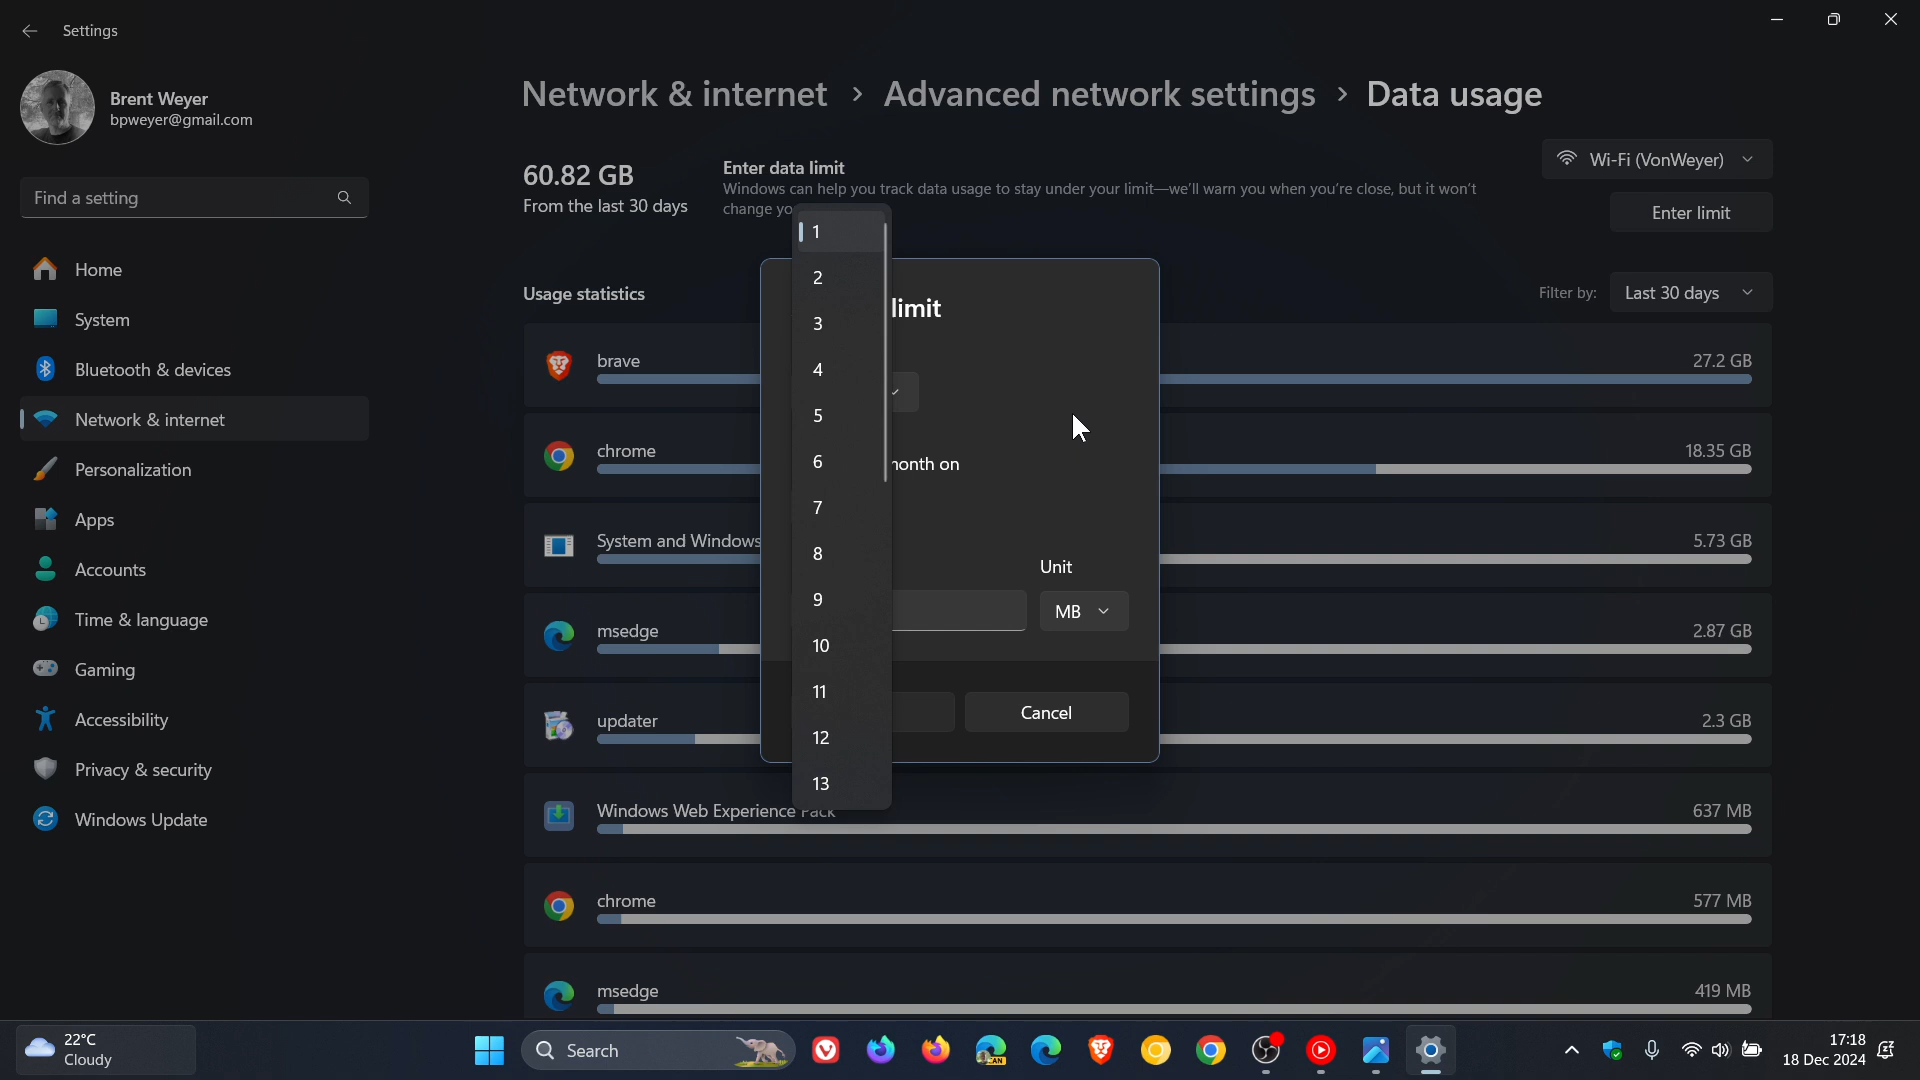 Settings
Brent Weyer
bpweyer@gmail.com
Find a setting
Home
System
Bluetooth & devices
Network & internet
Personalization
Apps
Accounts
Time & language
Gaming
Accessibility
Privacy & security
Windows Update
Network & internet > Advanced network settings > Data usage
Wi-Fi (VonWeyer)
60.82 GB
From the last 30 days
Enter data limit
Windows can help you track data usage to stay under your limit—we'll warn you when you're close, but it won't
change yo
Enter limit
Usage statistics
Filter by: Last 30 days
1
2
3
4
5
6
7
8
9
10
11
12
13
limit
month on
Unit
MB
Cancel
brave 27.2 GB
chrome 18.35 GB
System and Windows 5.73 GB
msedge 2.87 GB
updater 2.3 GB
Windows Web Experience Pack 637 MB
chrome 577 MB
msedge 419 MB
22°C
Cloudy
Search
CAN
17:18
18 Dec 2024